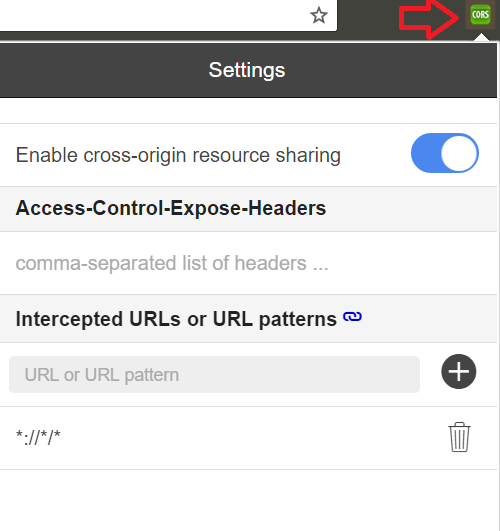 CORS
Settings
Enable cross-origin resource sharing
Access-Control-Expose-Headers
comma-separated list of headers ...
Intercepted URLs or URL patterns
URL or URL pattern
*://*/*